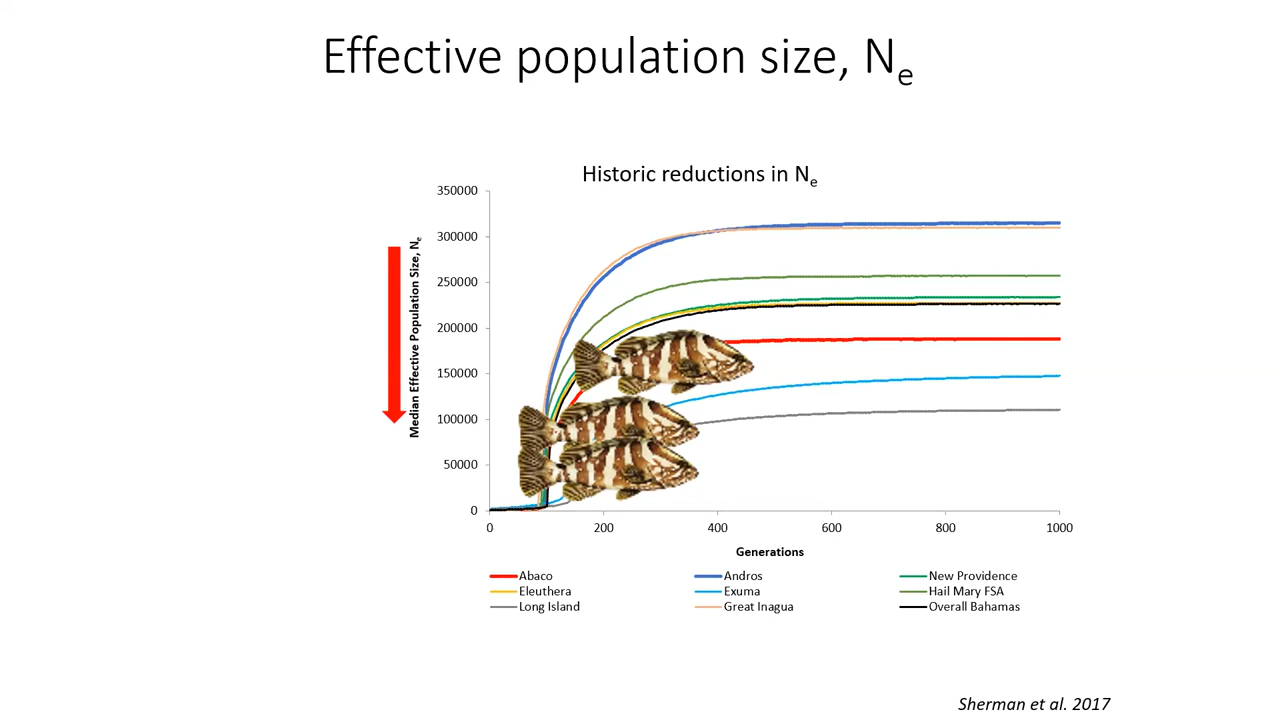 Effective population size, Ne
Historic reductions in Ne
350000
300000
250000
200000
150000
100000
50000
0
Median Effective Population Size, Ne
0 200 400 600 800 1000
Generations
Abaco Andros New Providence
Eleuthera Exuma Hail Mary FSA
Long Island Great Inagua Overall Bahamas
Sherman et al. 2017